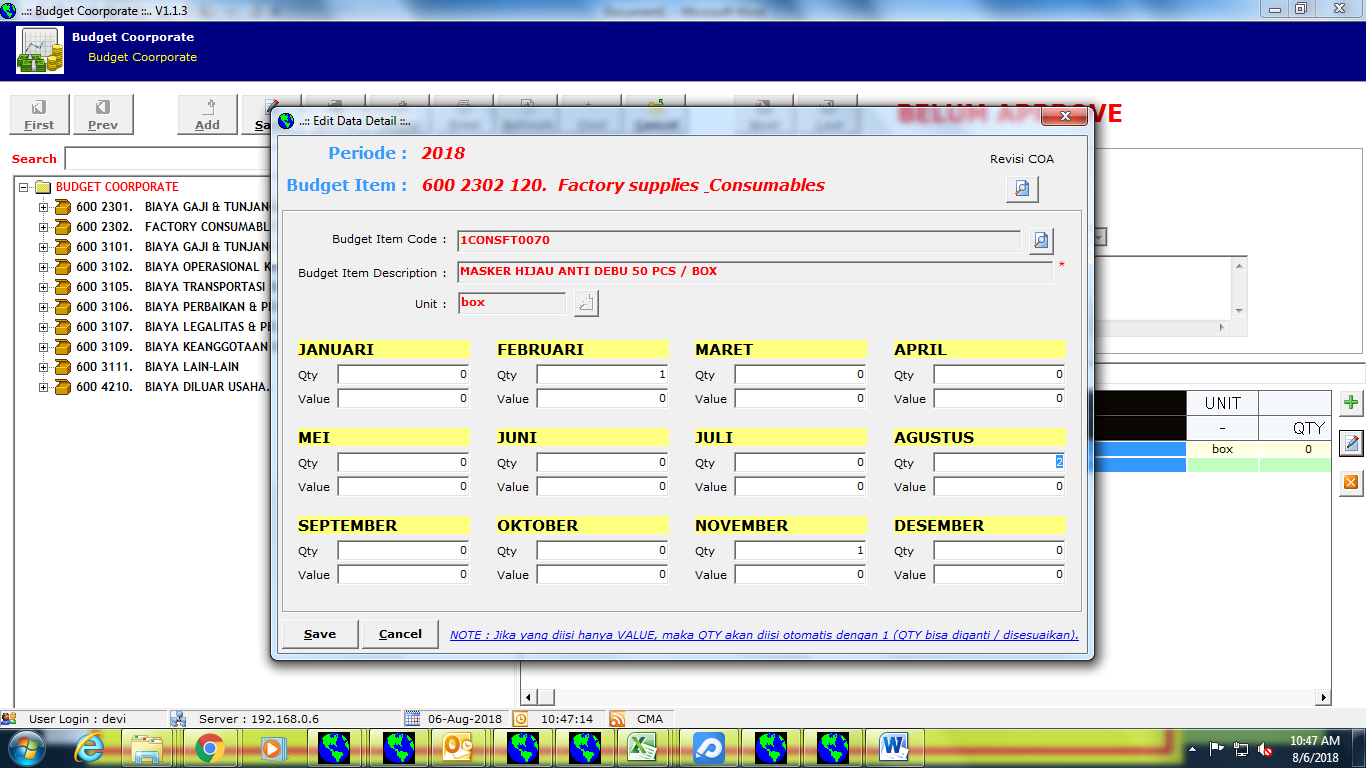 ..:: Budget Coorporate ::.. V1.1.3
Budget Coorporate
Budget Coorporate
First
Prev
Add
BELUM APPROVE
Search
BUDGET COORPORATE
600 2301. BIAYA GAJI & TUNJAN
600 2302. FACTORY CONSUMABL
600 3101. BIAYA GAJI & TUNJAN
600 3102. BIAYA OPERASIONAL K
600 3105. BIAYA TRANSPORTASI
600 3106. BIAYA PERBAIKAN & P
600 3107. BIAYA LEGALITAS & PE
600 3109. BIAYA KEANGGOTAAN
600 3111. BIAYA LAIN-LAIN
600 4210. BIAYA DILUAR USAHA.
..:: Edit Data Detail ::..
Periode : 2018
Revisi COA
Budget Item : 600 2302 120. Factory supplies _Consumables
Budget Item Code : 1CONSFT0070
Budget Item Description : MASKER HIJAU ANTI DEBU 50 PCS / BOX *
Unit : box
JANUARI FEBRUARI MARET APRIL
Qty 0 Qty 1 Qty 0 Qty 0
Value 0 Value 0 Value 0 Value 0
MEI JUNI JULI AGUSTUS
Qty 0 Qty 0 Qty 0 Qty 2
Value 0 Value 0 Value 0 Value 0
SEPTEMBER OKTOBER NOVEMBER DESEMBER
Qty 0 Qty 0 Qty 1 Qty 0
Value 0 Value 0 Value 0 Value 0
Save Cancel NOTE : Jika yang diisi hanya VALUE, maka QTY akan diisi otomatis dengan 1 (QTY bisa diganti / disesuaikan).
UNIT
- QTY
box 0
User Login : devi Server : 192.168.0.6 06-Aug-2018 10:47:14 CMA
10:47 AM
8/6/2018